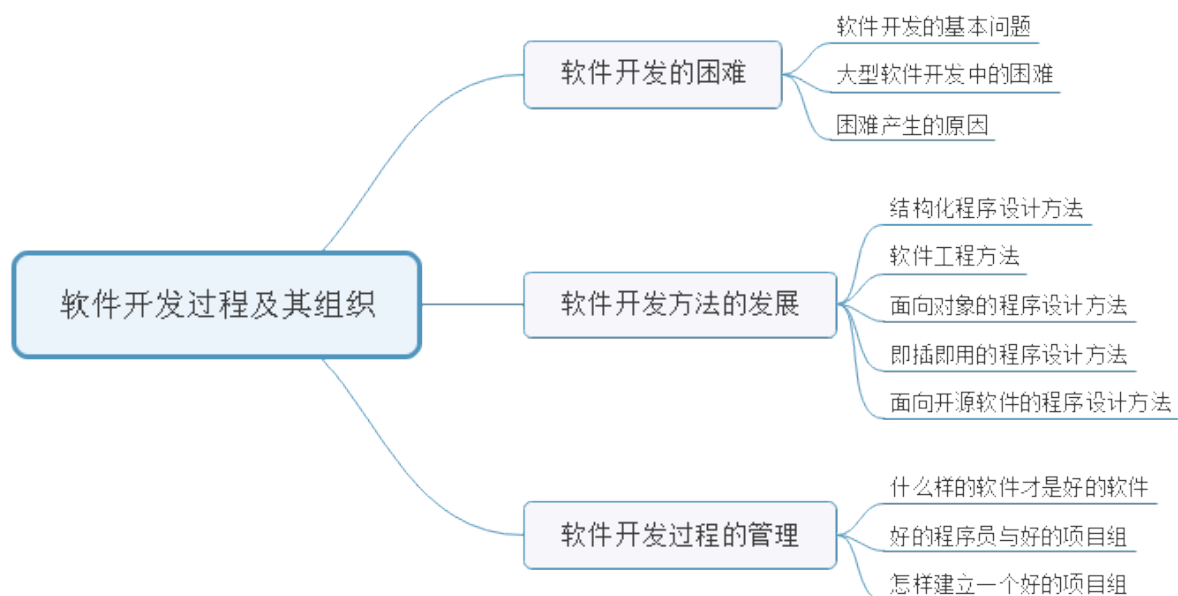 软件开发过程及其组织
软件开发的困难
软件开发的基本问题
大型软件开发中的困难
困难产生的原因
软件开发方法的发展
结构化程序设计方法
软件工程方法
面向对象的程序设计方法
即插即用的程序设计方法
面向开源软件的程序设计方法
软件开发过程的管理
什么样的软件才是好的软件
好的程序员与好的项目组
怎样建立一个好的项目组